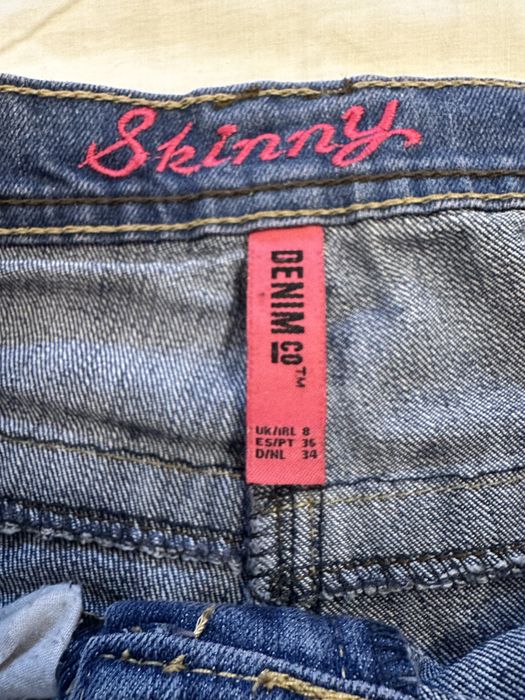 Skinny
DENIM CO™
UK/IRL 8
ES/PT 36
D/NL 34